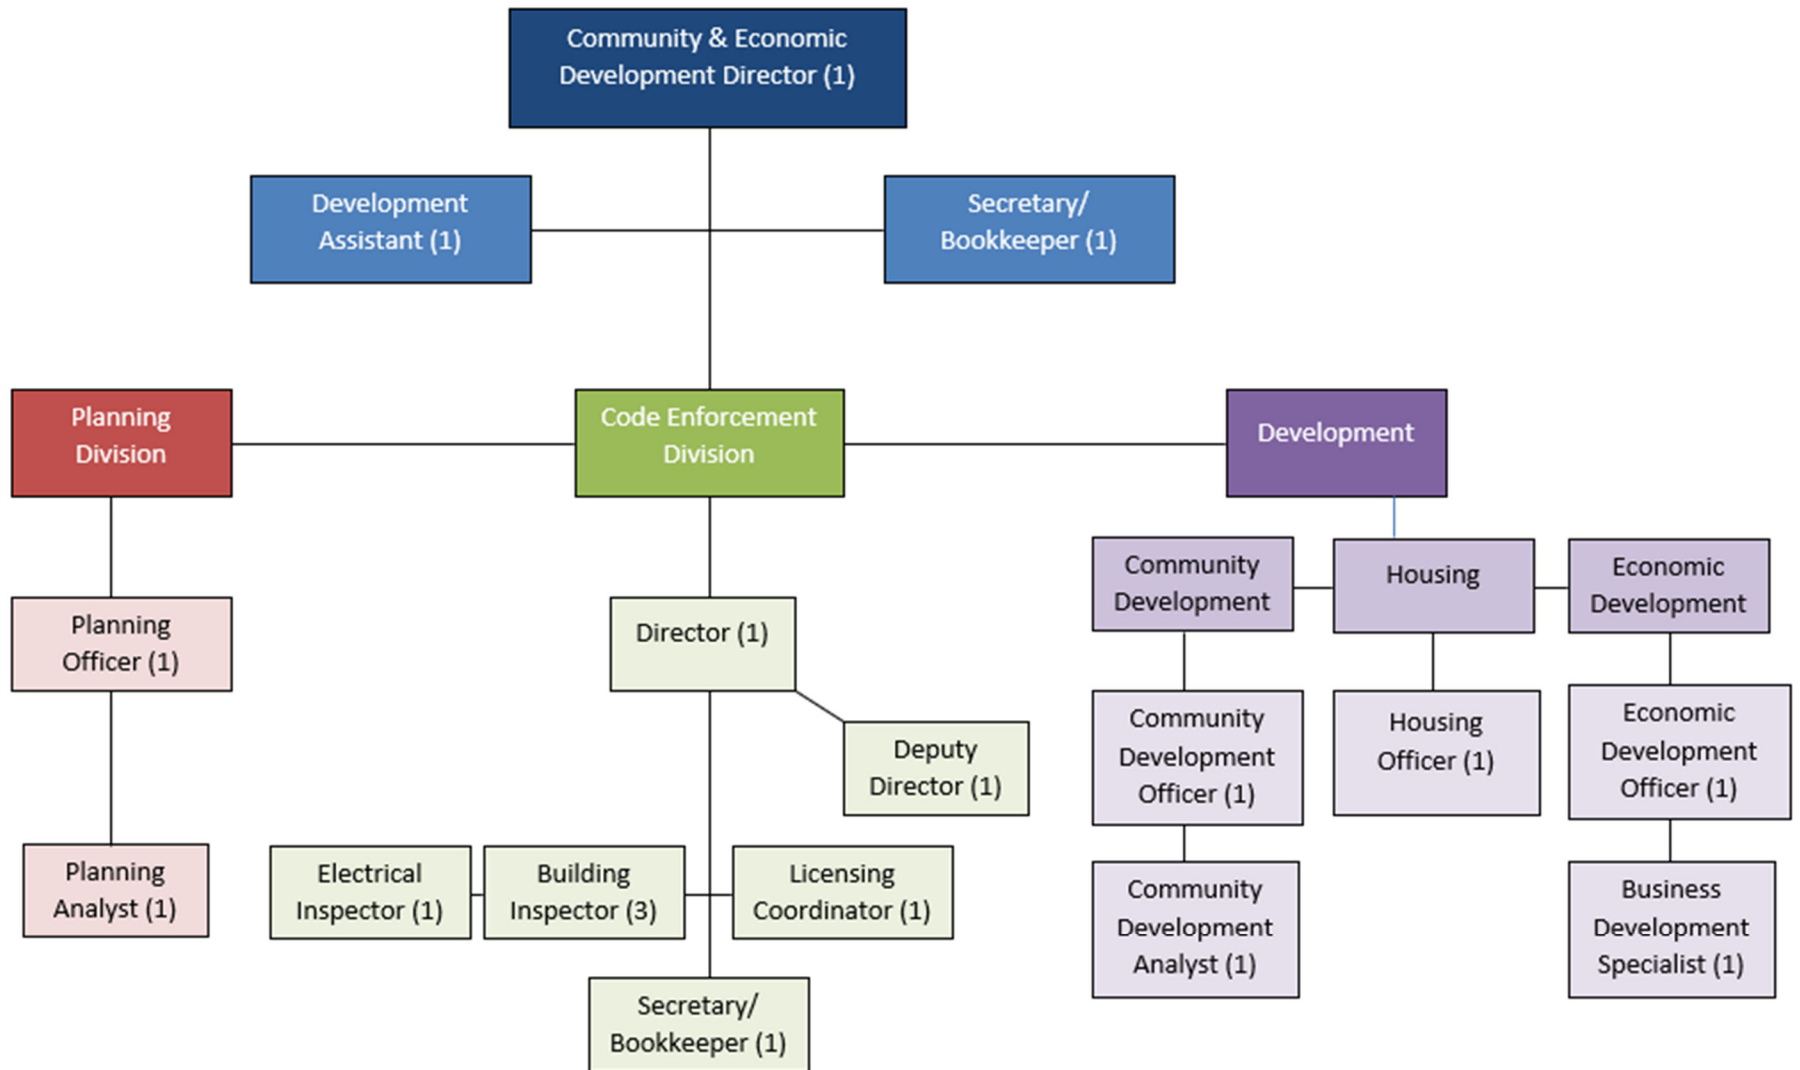 Community & Economic
Development Director (1)
Development
Assistant (1)
Secretary/
Bookkeeper (1)
Planning
Division
Code Enforcement
Division
Development
Community
Development
Housing
Economic
Development
Planning
Officer (1)
Director (1)
Deputy
Director (1)
Community
Development
Officer (1)
Housing
Officer (1)
Economic
Development
Officer (1)
Planning
Analyst (1)
Electrical
Inspector (1)
Building
Inspector (3)
Licensing
Coordinator (1)
Community
Development
Analyst (1)
Business
Development
Specialist (1)
Secretary/
Bookkeeper (1)